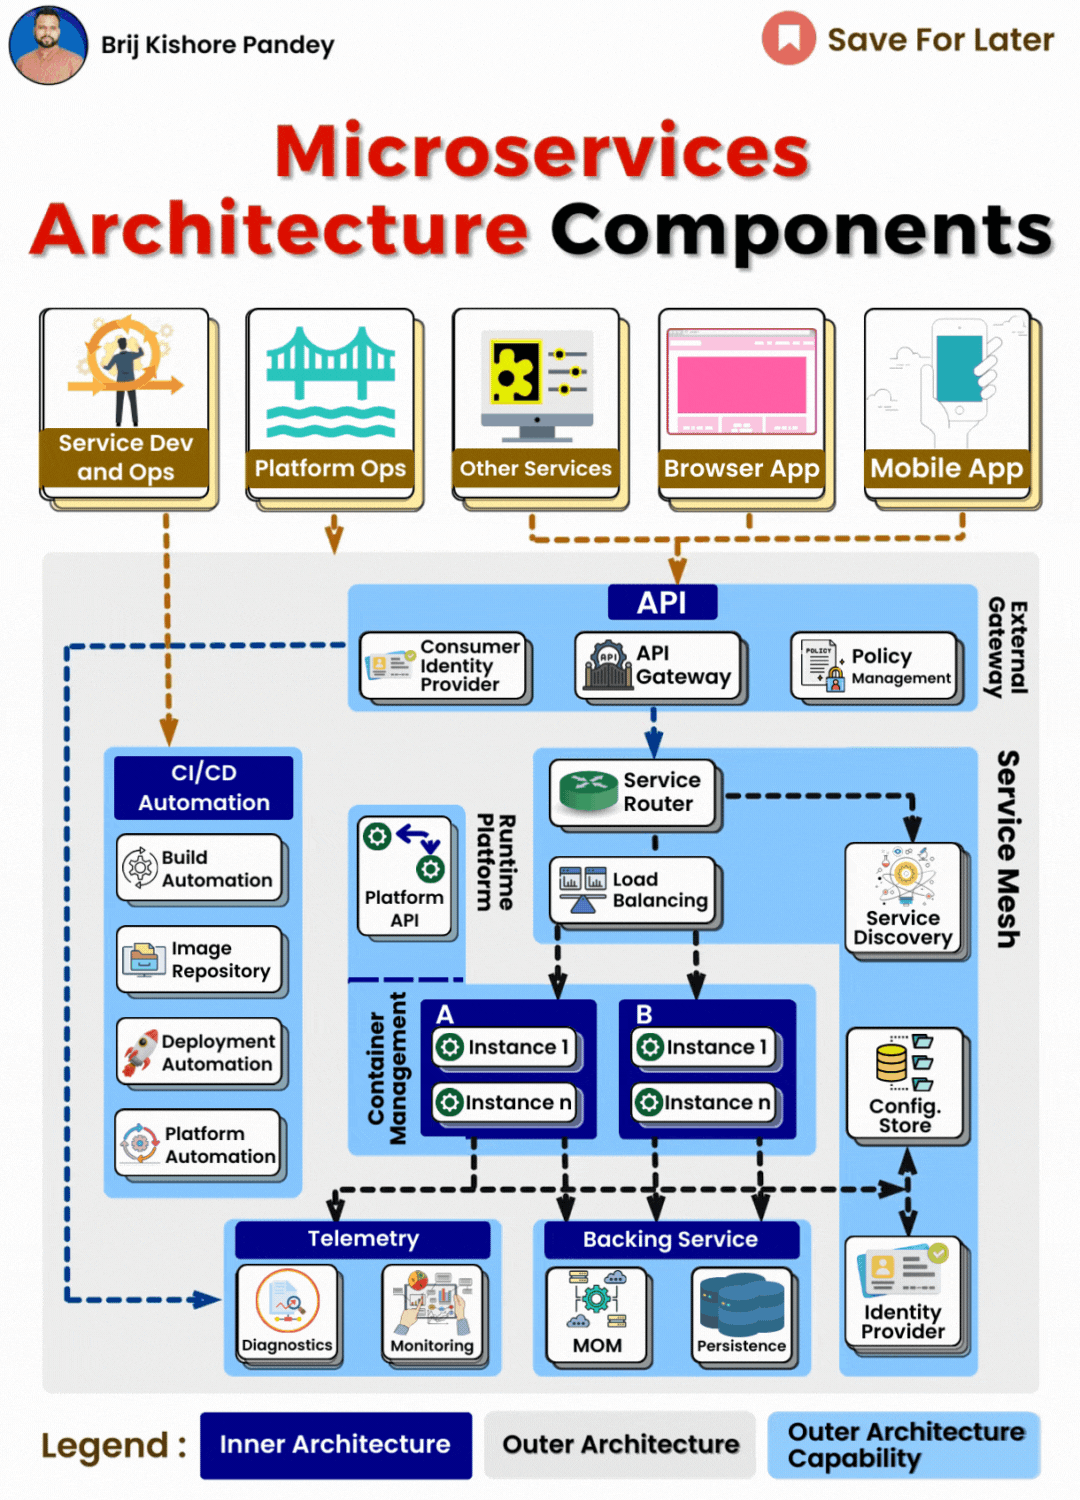 Brij Kishore Pandey
Save For Later
Microservices
Architecture Components
Service Dev
and Ops
Platform Ops
Other Services
Browser App
Mobile App
API
Consumer
Identity
Provider
API
Gateway
POLICY
Policy
Management
External
Gateway
CI/CD
Automation
Build
Automation
Image
Repository
Deployment
Automation
Platform
Automation
Platform
API
Runtime
Platform
Service
Router
Load
Balancing
Service
Discovery
Service Mesh
Container
Management
A
Instance 1
Instance n
B
Instance 1
Instance n
Config.
Store
Telemetry
Diagnostics
Monitoring
Backing Service
MOM
Persistence
Identity
Provider
Legend :
Inner Architecture
Outer Architecture
Outer Architecture
Capability